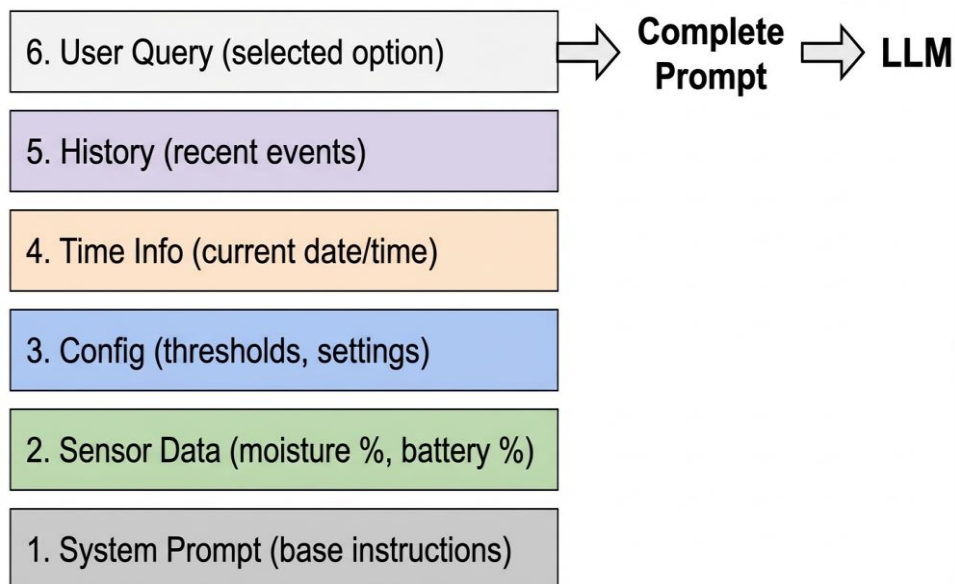 6. User Query (selected option)
Complete
Prompt
LLM
5. History (recent events)
4. Time Info (current date/time)
3. Config (thresholds, settings)
2. Sensor Data (moisture %, battery %)
1. System Prompt (base instructions)